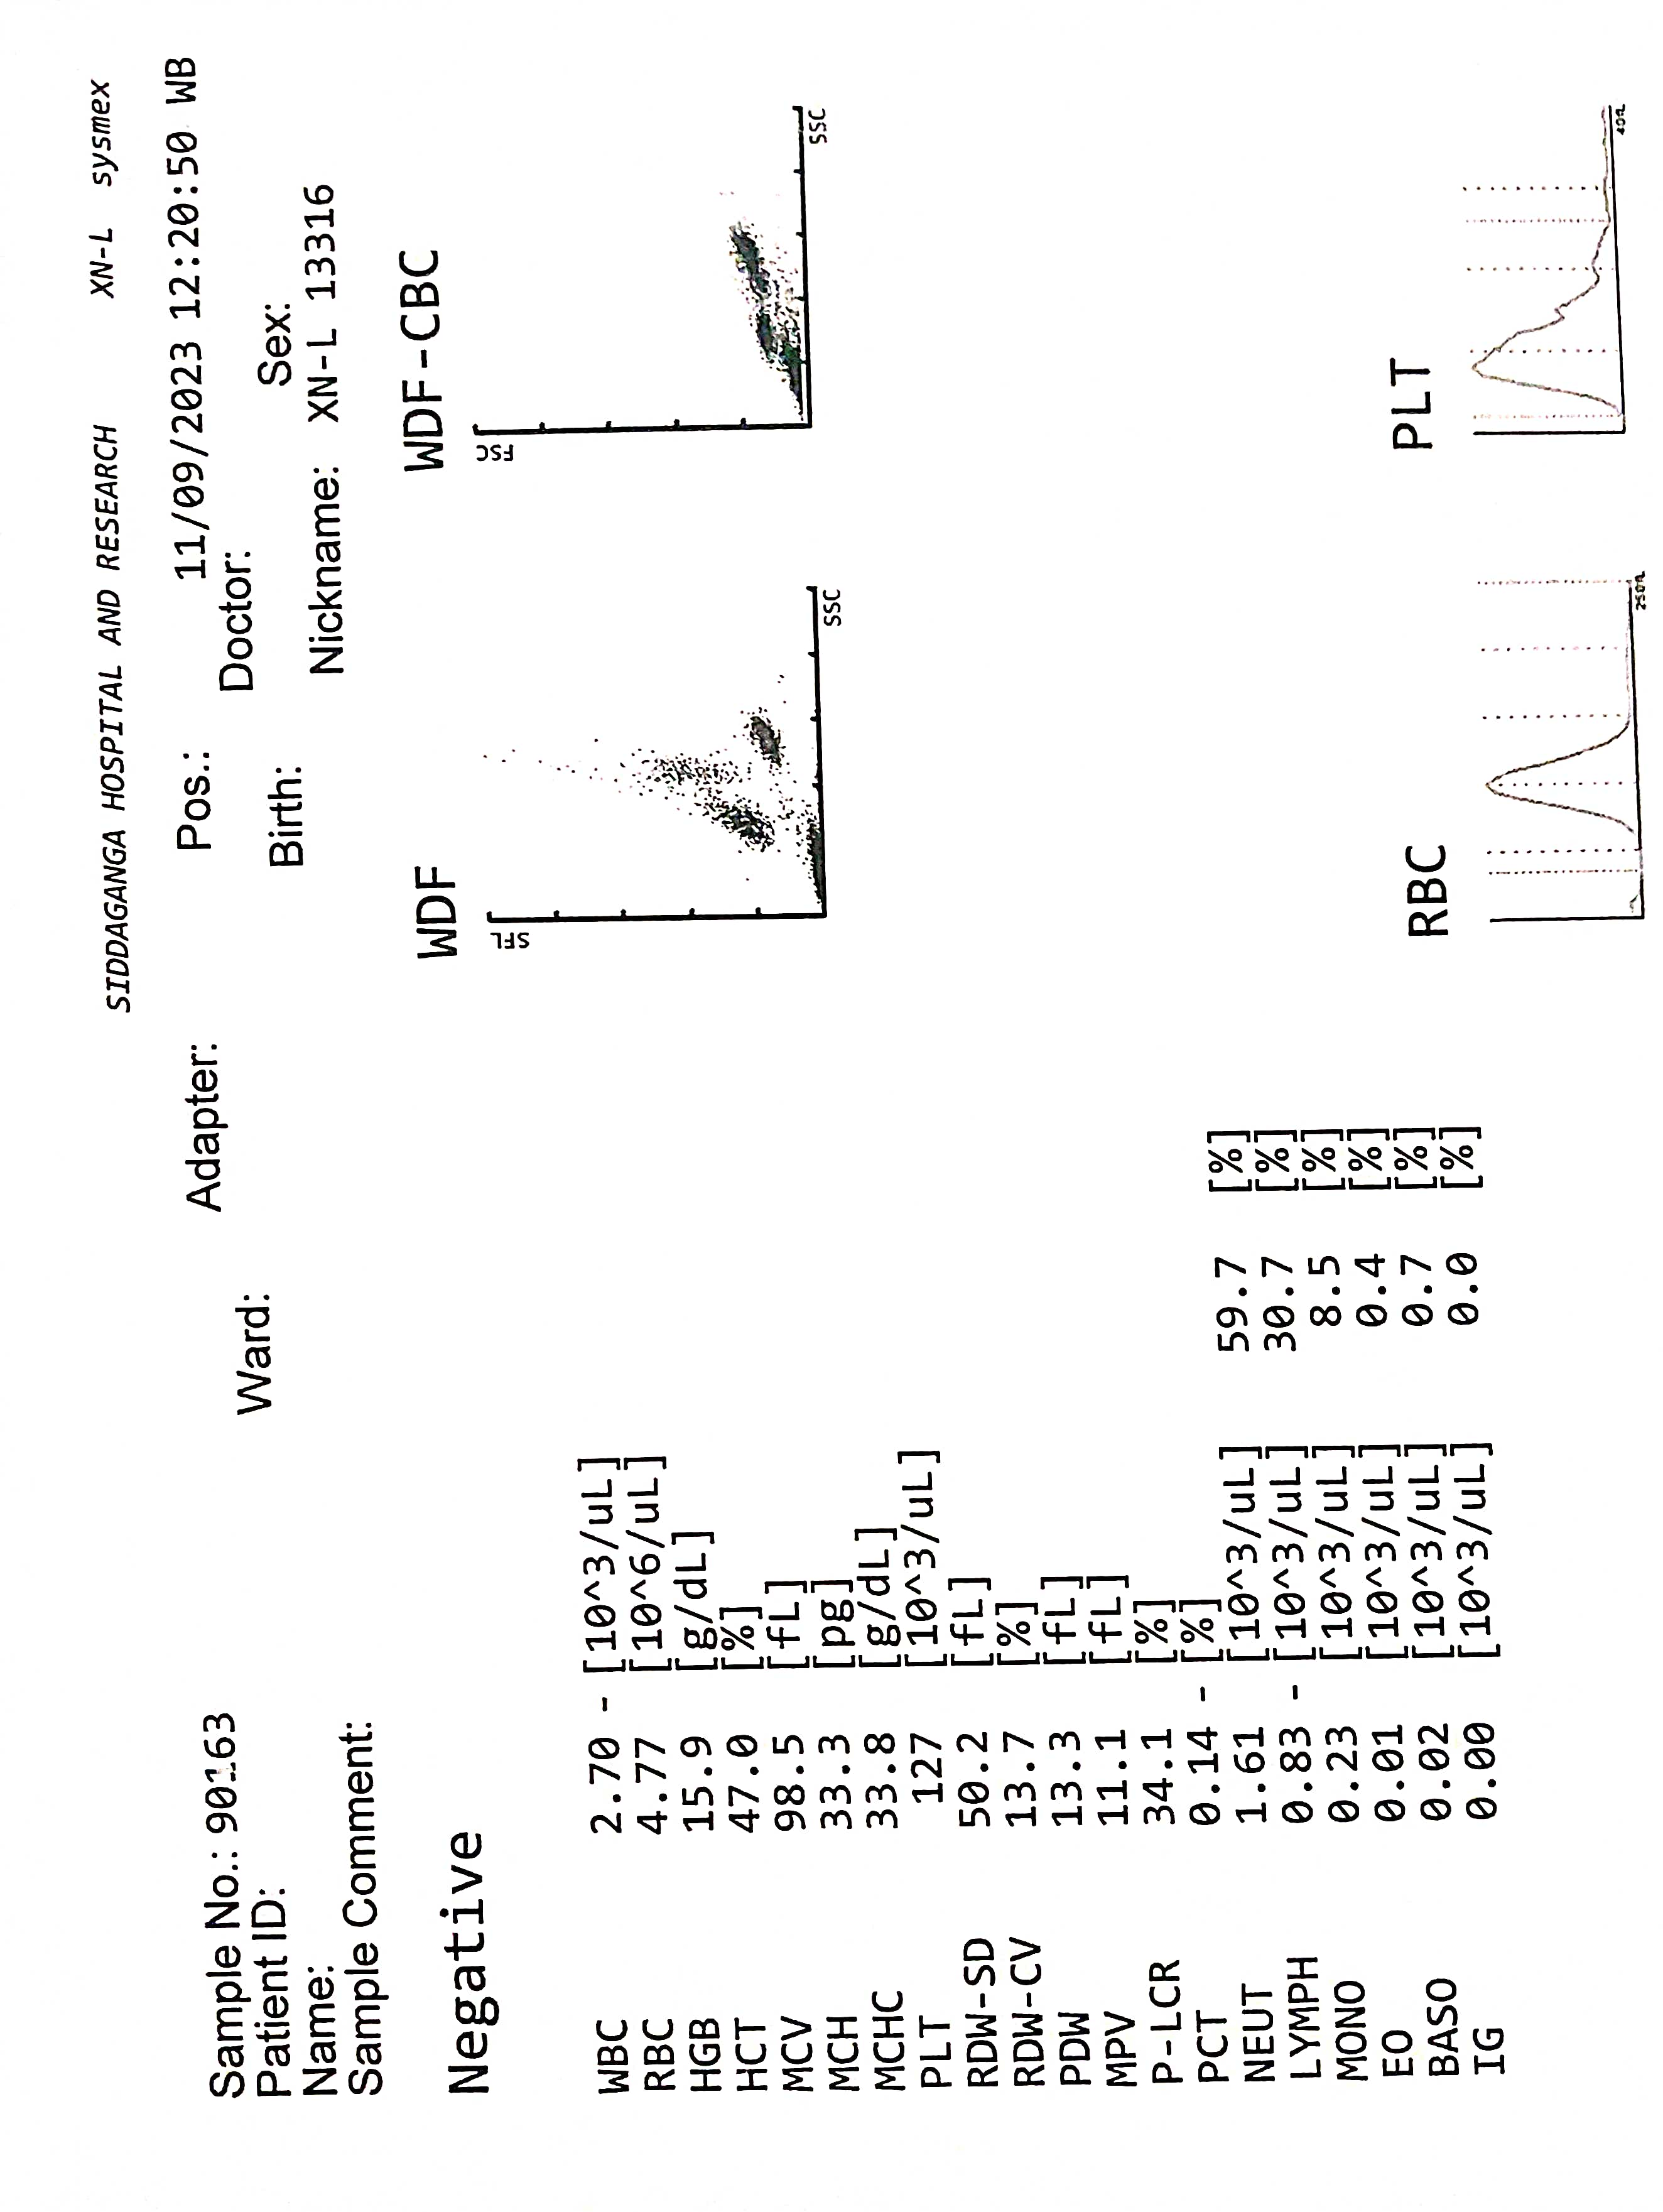 SIDDAGANGA HOSPITAL AND RESEARCH XN-L sysmex
Sample No.: 90163 Adapter: Pos.: 11/09/2023 12:20:50 WB
Patient ID: Ward: Doctor:
Name: Birth: Sex:
Sample Comment: Nickname: XN-L 13316
Negative WDF WDF-CBC
SFL FSC
SSC SSC
WBC 2.70 - [10^3/uL]
RBC 4.77 [10^6/uL]
HGB 15.9 [g/dL]
HCT 47.0 [%]
MCV 98.5 [fL]
MCH 33.3 [pg]
MCHC 33.8 [g/dL]
PLT 127 [10^3/uL]
RDW-SD 50.2 [fL]
RDW-CV 13.7 [%]
PDW 13.3 [fL]
MPV 11.1 [fL]
P-LCR 34.1 [%]
PCT 0.14 - [%]
NEUT 1.61 [10^3/uL] 59.7 [%]
LYMPH 0.83 - [10^3/uL] 30.7 [%]
MONO 0.23 [10^3/uL] 8.5 [%]
EO 0.01 [10^3/uL] 0.4 [%]
BASO 0.02 [10^3/uL] 0.7 [%]
IG 0.00 [10^3/uL] 0.0 [%]
RBC PLT
250fL 40fL